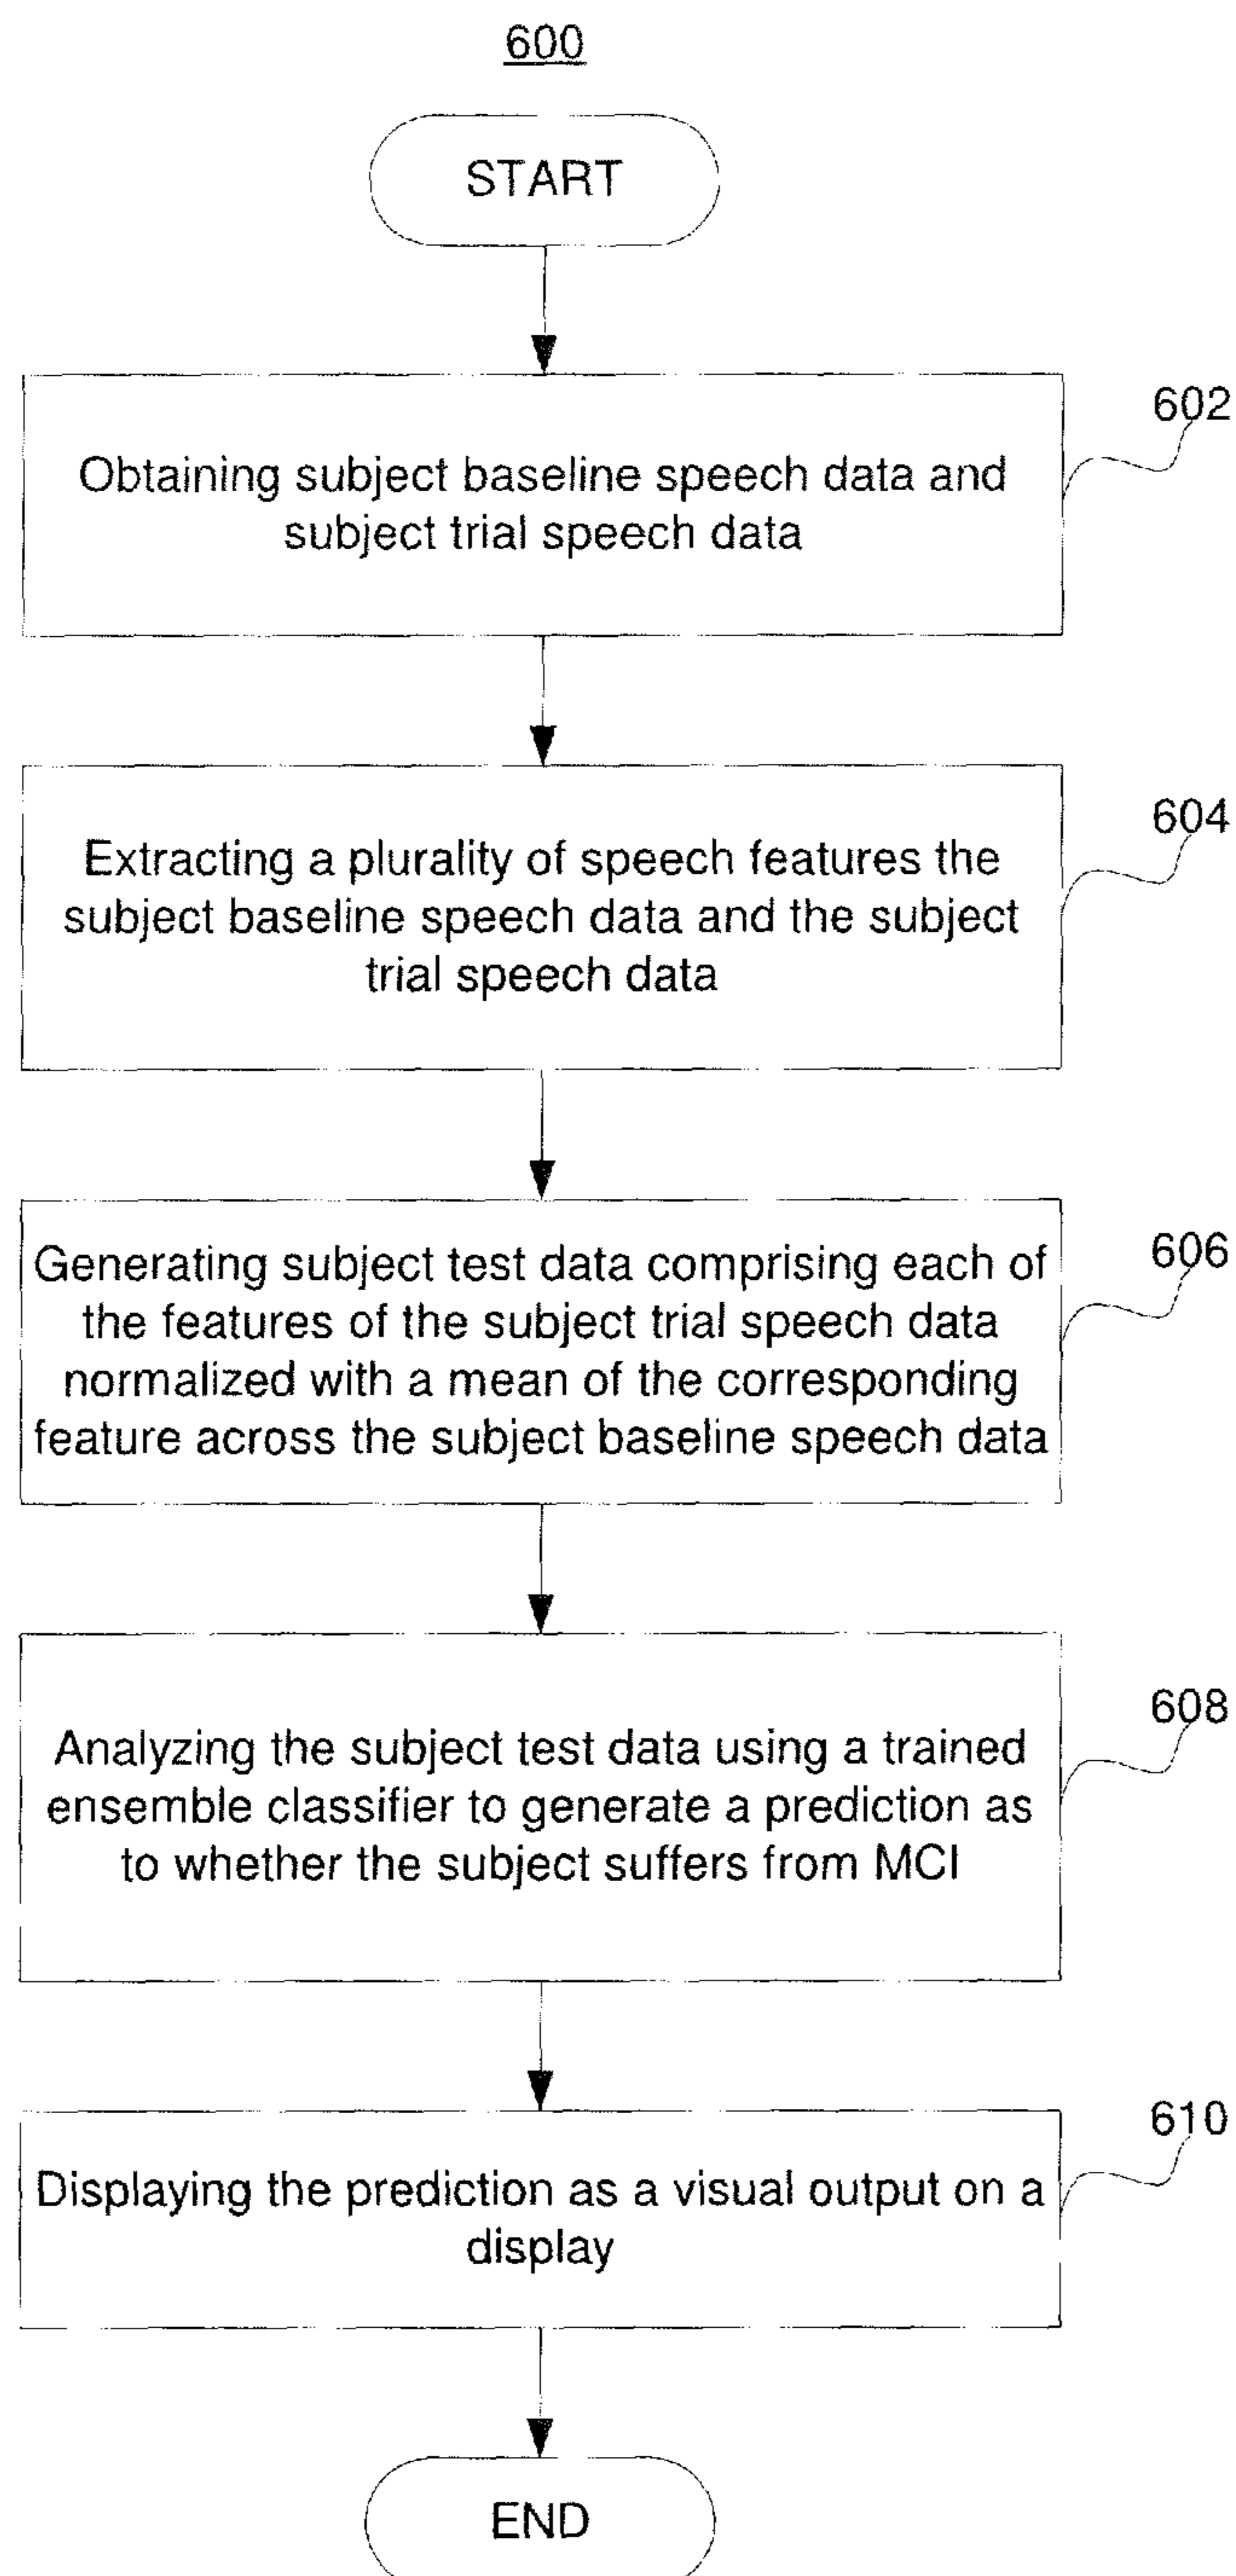 600
START
602
Obtaining subject baseline speech data and
subject trial speech data
604
Extracting a plurality of speech features the
subject baseline speech data and the subject
trial speech data
606
Generating subject test data comprising each of
the features of the subject trial speech data
normalized with a mean of the corresponding
feature across the subject baseline speech data
608
Analyzing the subject test data using a trained
ensemble classifier to generate a prediction as
to whether the subject suffers from MCI
610
Displaying the prediction as a visual output on a
display
END